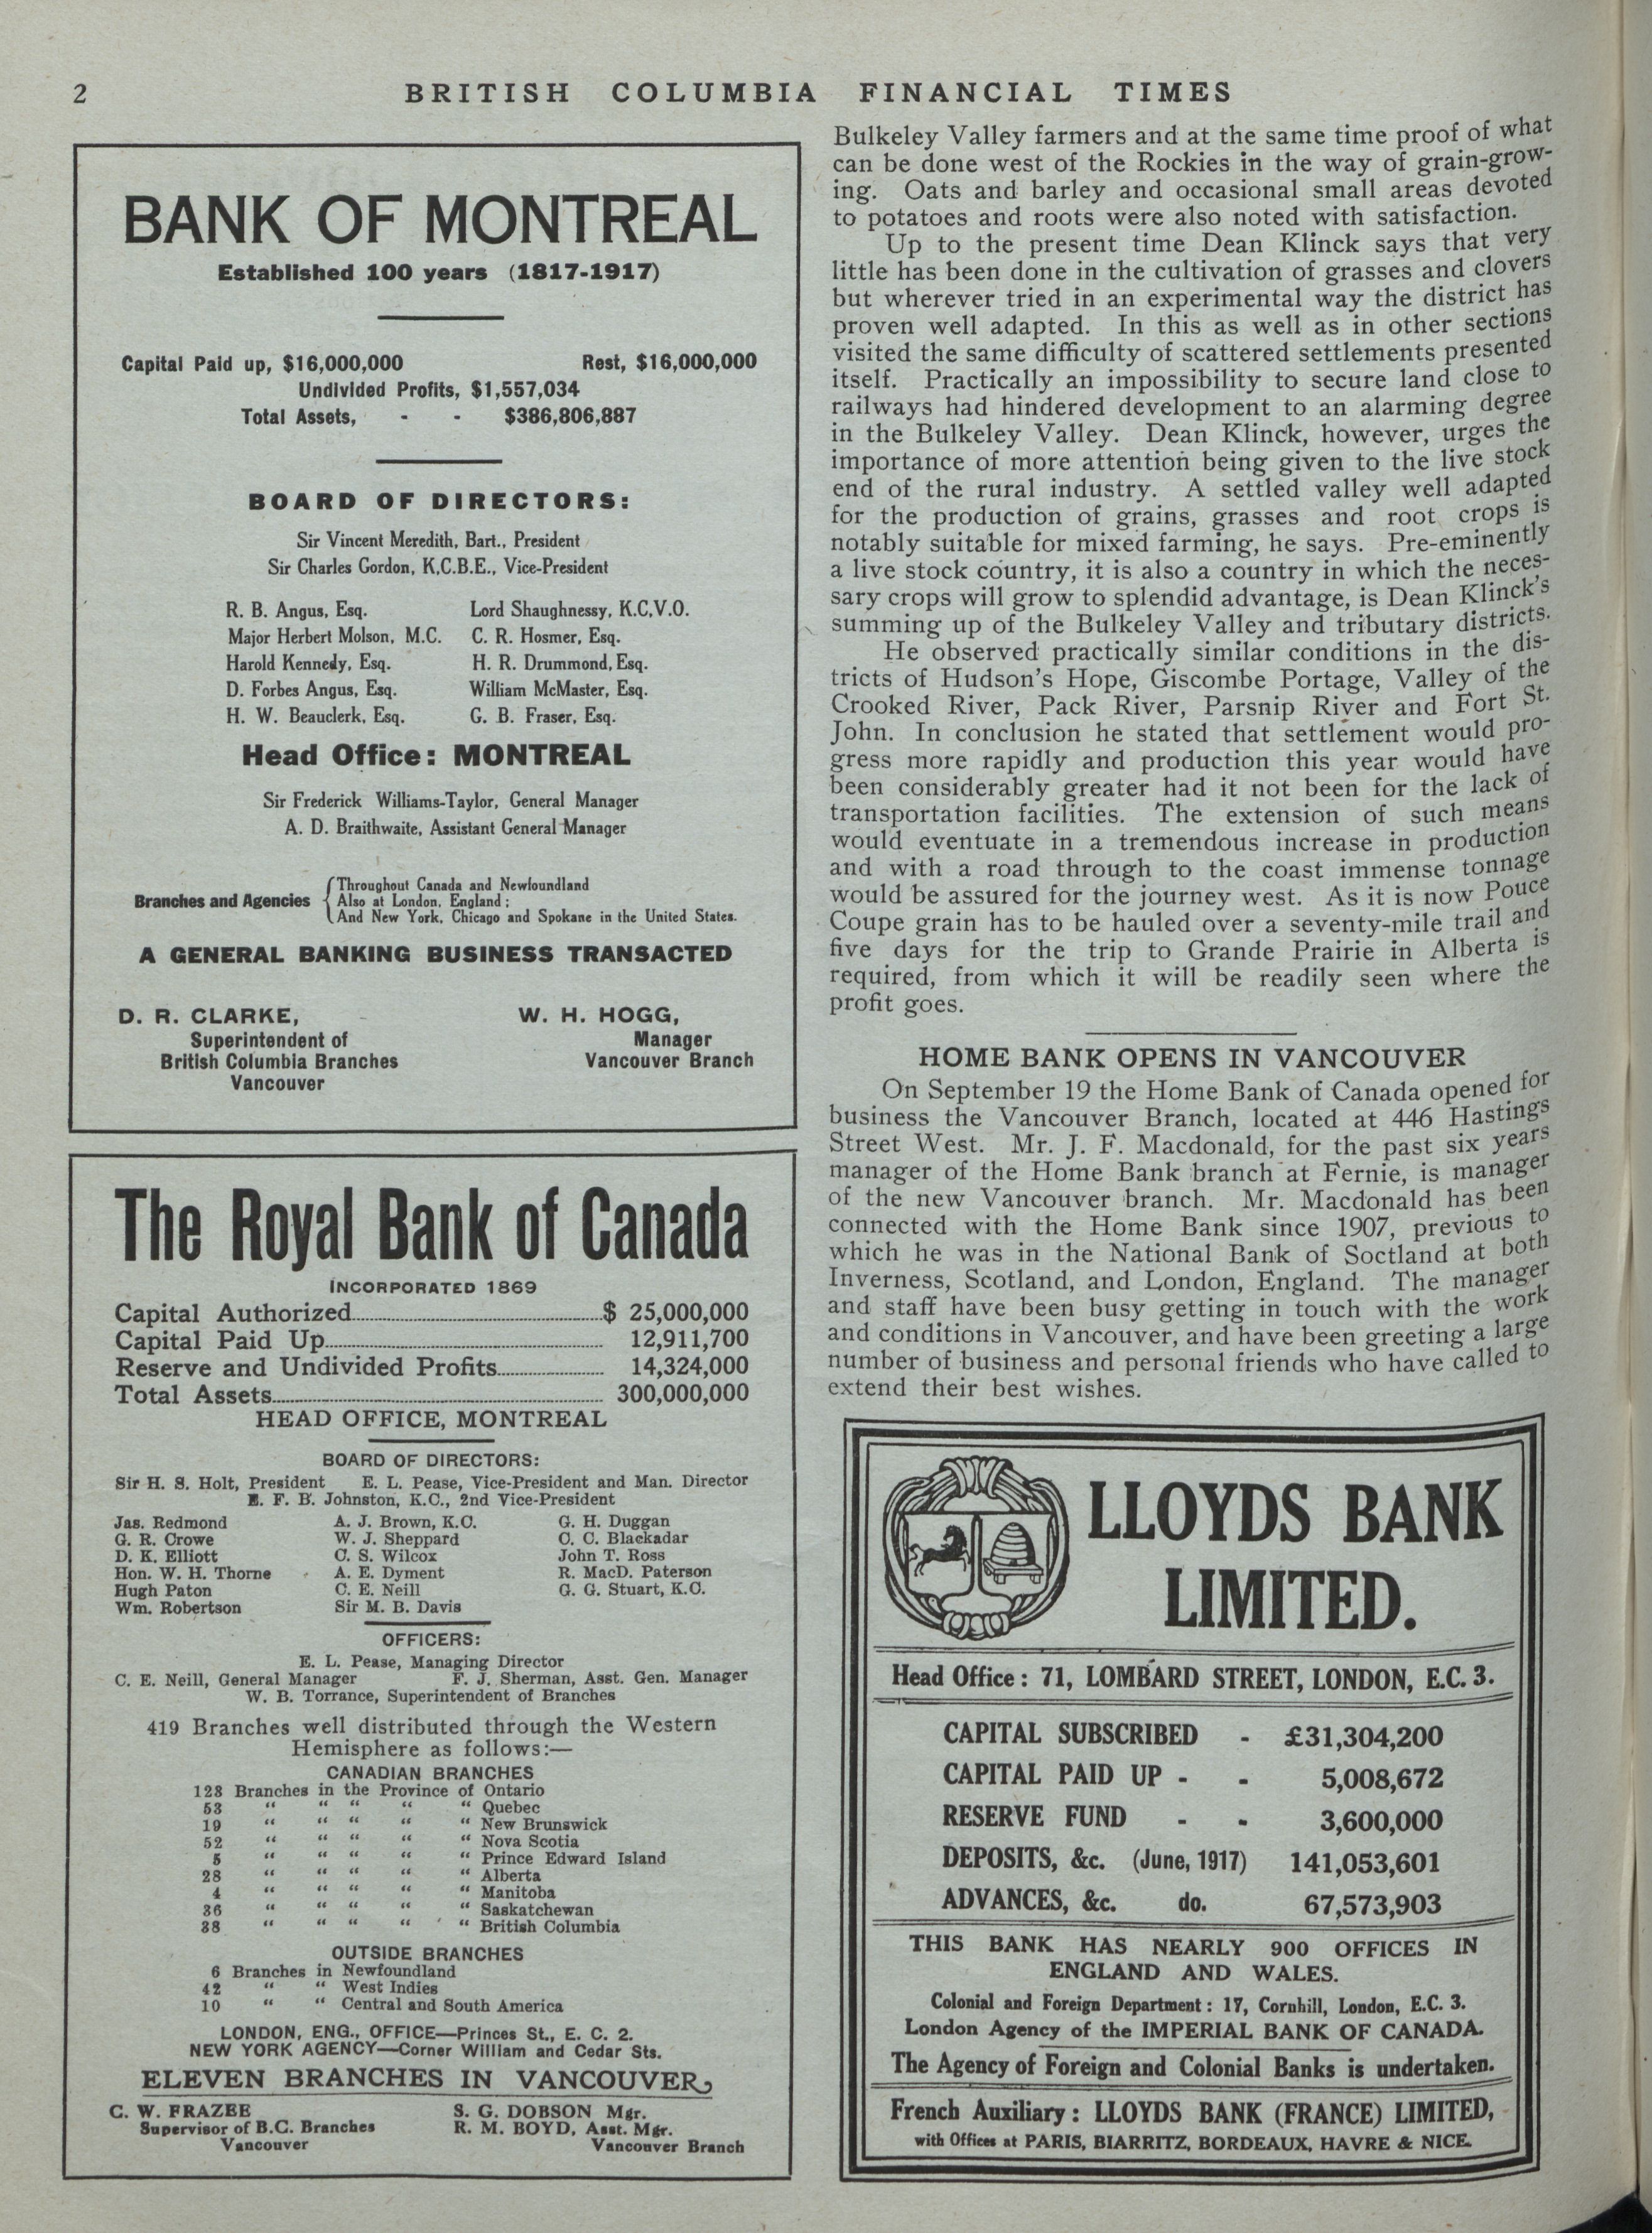 2
BRITISH COLUMBIA FINANCIAL TIMES
BANK OF MONTREAL
Established 100 years (1817-1917)
Capital Paid up, $16,000,000 Rest, $16,000,000
Undivided Profits, $1,557,034
Total Assets, - - $386,806,887
BOARD OF DIRECTORS:
Sir Vincent Meredith, Bart., President
Sir Charles Gordon, K.C.B.E., Vice-President
R. B. Angus, Esq. Lord Shaughnessy, K.C.V.O.
Major Herbert Molson, M.C. C. R. Hosmer, Esq.
Harold Kennedy, Esq. H. R. Drummond, Esq.
D. Forbes Angus, Esq. William McMaster, Esq.
H. W. Beauclerk, Esq. G. B. Fraser, Esq.
Head Office: MONTREAL
Sir Frederick Williams-Taylor, General Manager
A. D. Braithwaite, Assistant General Manager
Branches and Agencies
Throughout Canada and Newfoundland
Also at London, England;
And New York, Chicago and Spokane in the United States.
A GENERAL BANKING BUSINESS TRANSACTED
D. R. CLARKE, W. H. HOGG,
Superintendent of Manager
British Columbia Branches Vancouver Branch
Vancouver
The Royal Bank of Canada
INCORPORATED 1869
Capital Authorized $ 25,000,000
Capital Paid Up 12,911,700
Reserve and Undivided Profits 14,324,000
Total Assets 300,000,000
HEAD OFFICE, MONTREAL
BOARD OF DIRECTORS:
Sir H. S. Holt, President E. L. Pease, Vice-President and Man. Director
E. F. B. Johnston, K.C., 2nd Vice-President
Jas. Redmond A. J. Brown, K.C. G. H. Duggan
G. R. Crowe W. J. Sheppard C. C. Blackadar
D. K. Elliott C. S. Wilcox John T. Ross
Hon. W. H. Thorne A. E. Dyment R. MacD. Paterson
Hugh Paton C. E. Neill G. G. Stuart, K.C.
Wm. Robertson Sir M. B. Davis
OFFICERS:
E. L. Pease, Managing Director
C. E. Neill, General Manager F. J. Sherman, Asst. Gen. Manager
W. B. Torrance, Superintendent of Branches
419 Branches well distributed through the Western
Hemisphere as follows:—
CANADIAN BRANCHES
128 Branches in the Province of Ontario
53 “ “ “ “ “ Quebec
19 “ “ “ “ “ New Brunswick
52 “ “ “ “ “ Nova Scotia
5 “ “ “ “ “ Prince Edward Island
28 “ “ “ “ “ Alberta
4 “ “ “ “ “ Manitoba
36 “ “ “ “ “ Saskatchewan
38 “ “ “ “ “ British Columbia
OUTSIDE BRANCHES
6 Branches in Newfoundland
42 “ “ West Indies
10 “ “ Central and South America
LONDON, ENG., OFFICE—Princes St., E. C. 2.
NEW YORK AGENCY—Corner William and Cedar Sts.
ELEVEN BRANCHES IN VANCOUVER
C. W. FRAZEE S. G. DOBSON Mgr.
Supervisor of B.C. Branches R. M. BOYD, Asst. Mgr.
Vancouver Vancouver Branch
Bulkeley Valley farmers and at the same time proof of what
can be done west of the Rockies in the way of grain-grow-
ing. Oats and barley and occasional small areas devoted
to potatoes and roots were also noted with satisfaction.
Up to the present time Dean Klinck says that very
little has been done in the cultivation of grasses and clovers
but wherever tried in an experimental way the district has
proven well adapted. In this as well as in other sections
visited the same difficulty of scattered settlements presented
itself. Practically an impossibility to secure land close to
railways had hindered development to an alarming degree
in the Bulkeley Valley. Dean Klinck, however, urges the
importance of more attention being given to the live stock
end of the rural industry. A settled valley well adapted
for the production of grains, grasses and root crops is
notably suitable for mixed farming, he says. Pre-eminently
a live stock country, it is also a country in which the neces-
sary crops will grow to splendid advantage, is Dean Klinck's
summing up of the Bulkeley Valley and tributary districts.
He observed practically similar conditions in the dis-
tricts of Hudson's Hope, Giscombe Portage, Valley of the
Crooked River, Pack River, Parsnip River and Fort St.
John. In conclusion he stated that settlement would pro-
gress more rapidly and production this year would have
been considerably greater had it not been for the lack of
transportation facilities. The extension of such means
would eventuate in a tremendous increase in production
and with a road through to the coast immense tonnage
would be assured for the journey west. As it is now Pouce
Coupe grain has to be hauled over a seventy-mile trail and
five days for the trip to Grande Prairie in Alberta is
required, from which it will be readily seen where the
profit goes.
HOME BANK OPENS IN VANCOUVER
On September 19 the Home Bank of Canada opened for
business the Vancouver Branch, located at 446 Hastings
Street West. Mr. J. F. Macdonald, for the past six years
manager of the Home Bank branch at Fernie, is manager
of the new Vancouver branch. Mr. Macdonald has been
connected with the Home Bank since 1907, previous to
which he was in the National Bank of Soctland at both
Inverness, Scotland, and London, England. The manager
and staff have been busy getting in touch with the work
and conditions in Vancouver, and have been greeting a large
number of business and personal friends who have called to
extend their best wishes.
LLOYDS BANK
LIMITED.
Head Office: 71, LOMBARD STREET, LONDON, E.C. 3.
CAPITAL SUBSCRIBED - £31,304,200
CAPITAL PAID UP - - 5,008,672
RESERVE FUND - - 3,600,000
DEPOSITS, &c. (June, 1917) 141,053,601
ADVANCES, &c. do. 67,573,903
THIS BANK HAS NEARLY 900 OFFICES IN
ENGLAND AND WALES.
Colonial and Foreign Department: 17, Cornhill, London, E.C. 3.
London Agency of the IMPERIAL BANK OF CANADA.
The Agency of Foreign and Colonial Banks is undertaken.
French Auxiliary: LLOYDS BANK (FRANCE) LIMITED,
with Offices at PARIS, BIARRITZ, BORDEAUX, HAVRE & NICE.